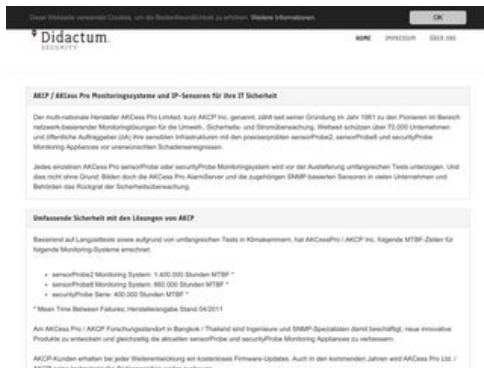 Diese Webseite verwendet Cookies, um die Bedienfreundlichkeit zu erhöhen. Weitere Informationen.
OK
Didactum
SECURITY
HOME IMPRESSUM ÜBER UNS
AKCP / AKCess Pro Monitoringsysteme und IP-Sensoren für ihre IT Sicherheit
Der multi-nationale Hersteller AKCess Pro Limited, kurz AKCP Inc. genannt, zählt seit seiner Gründung im Jahr 1981 zu den Pionieren im Bereich
netzwerk-basierender Monitoringlösungen für die Umwelt-, Sicherheits- und Stromüberwachung. Weltweit schützen über 70.000 Unternehmen
und öffentliche Auftraggeber (öA) ihre sensiblen Infrastrukturen mit den preiserprobten sensorProbe2, sensorProbe8 und securityProbe
Monitoring Appliances vor unerwünschten Schadensereignissen.
Jedes einzelnen AKCess Pro sensorProbe oder securityProbe Monitoringsystem wird vor der Auslieferung umfangreichen Tests unterzogen. Und
dies nicht ohne Grund: Bilden doch die AKCess Pro AlarmServer und die zugehörigen SNMP-basierten Sensoren in vielen Unternehmen und
Behörden das Rückgrat der Sicherheitsüberwachung.
Umfassende Sicherheit mit den Lösungen von AKCP
Basierend auf Langzeittests sowie aufgrund von umfangreichen Tests in Klimakammern, hat AKCessPro / AKCP Inc. folgende MTBF-Zeiten für
folgende Monitoring-Systeme errechnet:
sensorProbe2 Monitoring System: 1.400.000 Stunden MTBF *
sensorProbe8 Monitoring System: 860.000 Stunden MTBF *
securityProbe Serie: 400.000 Stunden MTBF *
* Mean Time Between Failures; Herstellerangabe Stand 04/2011
Am AKCess Pro / AKCP Forschungsstandort in Bangkok / Thailand sind Ingenieure und SNMP-Spezialisten damit beschäftigt, neue innovative
Produkte zu entwickeln und gleichzeitig die aktuellen sensorProbe und securityProbe Monitoring Appliances zu verbessern.
AKCP-Kunden erhalten bei jeder Weiterentwicklung ein kostenloses Firmware-Updates. Auch in den kommenden Jahren wird AKCess Pro Ltd. /